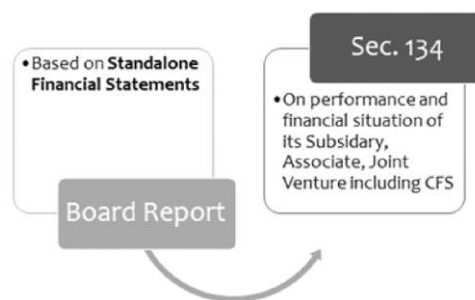 • Based on Standalone
Financial Statements
Board Report
Sec. 134
• On performance and
financial situation of
its Subsidary,
Associate, Joint
Venture including CFS